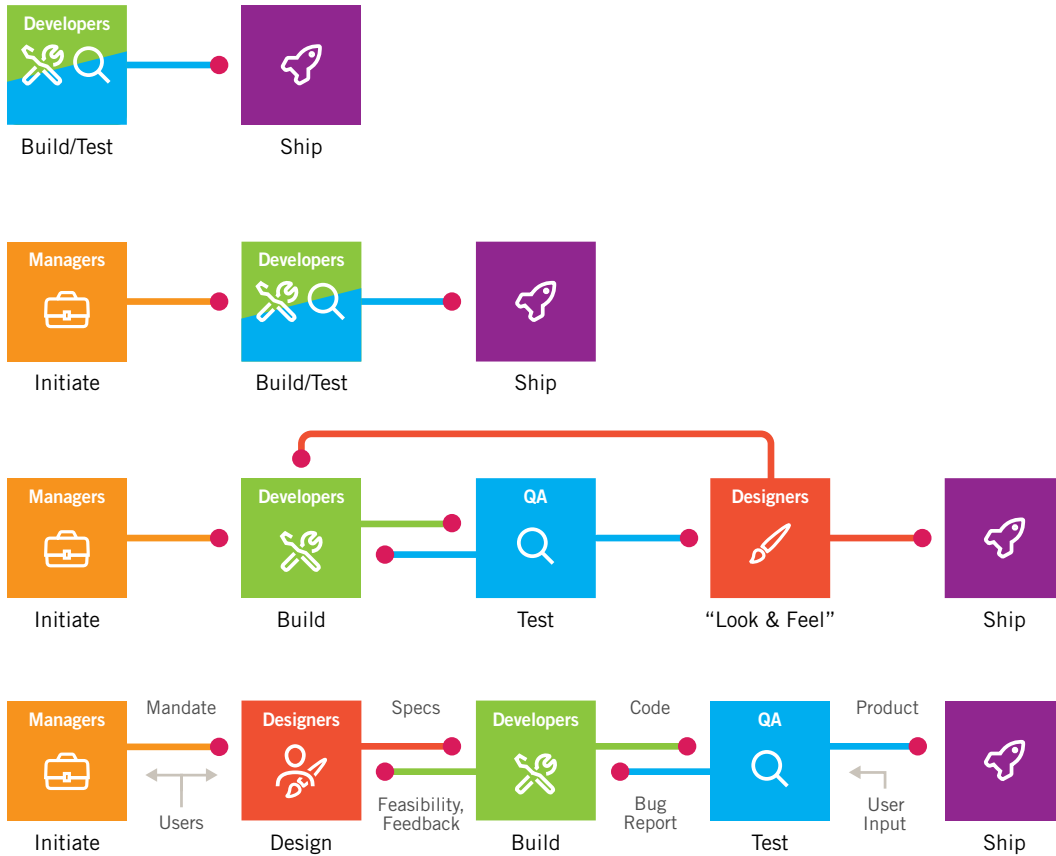 Developers
Build/Test
Ship
Managers
Developers
Initiate
Build/Test
Ship
Managers
Developers
QA
Designers
Initiate
Build
Test
“Look & Feel”
Ship
Managers
Mandate
Designers
Specs
Developers
Code
QA
Product
Users
Feasibility,
Feedback
Bug
Report
User
Input
Initiate
Design
Build
Test
Ship